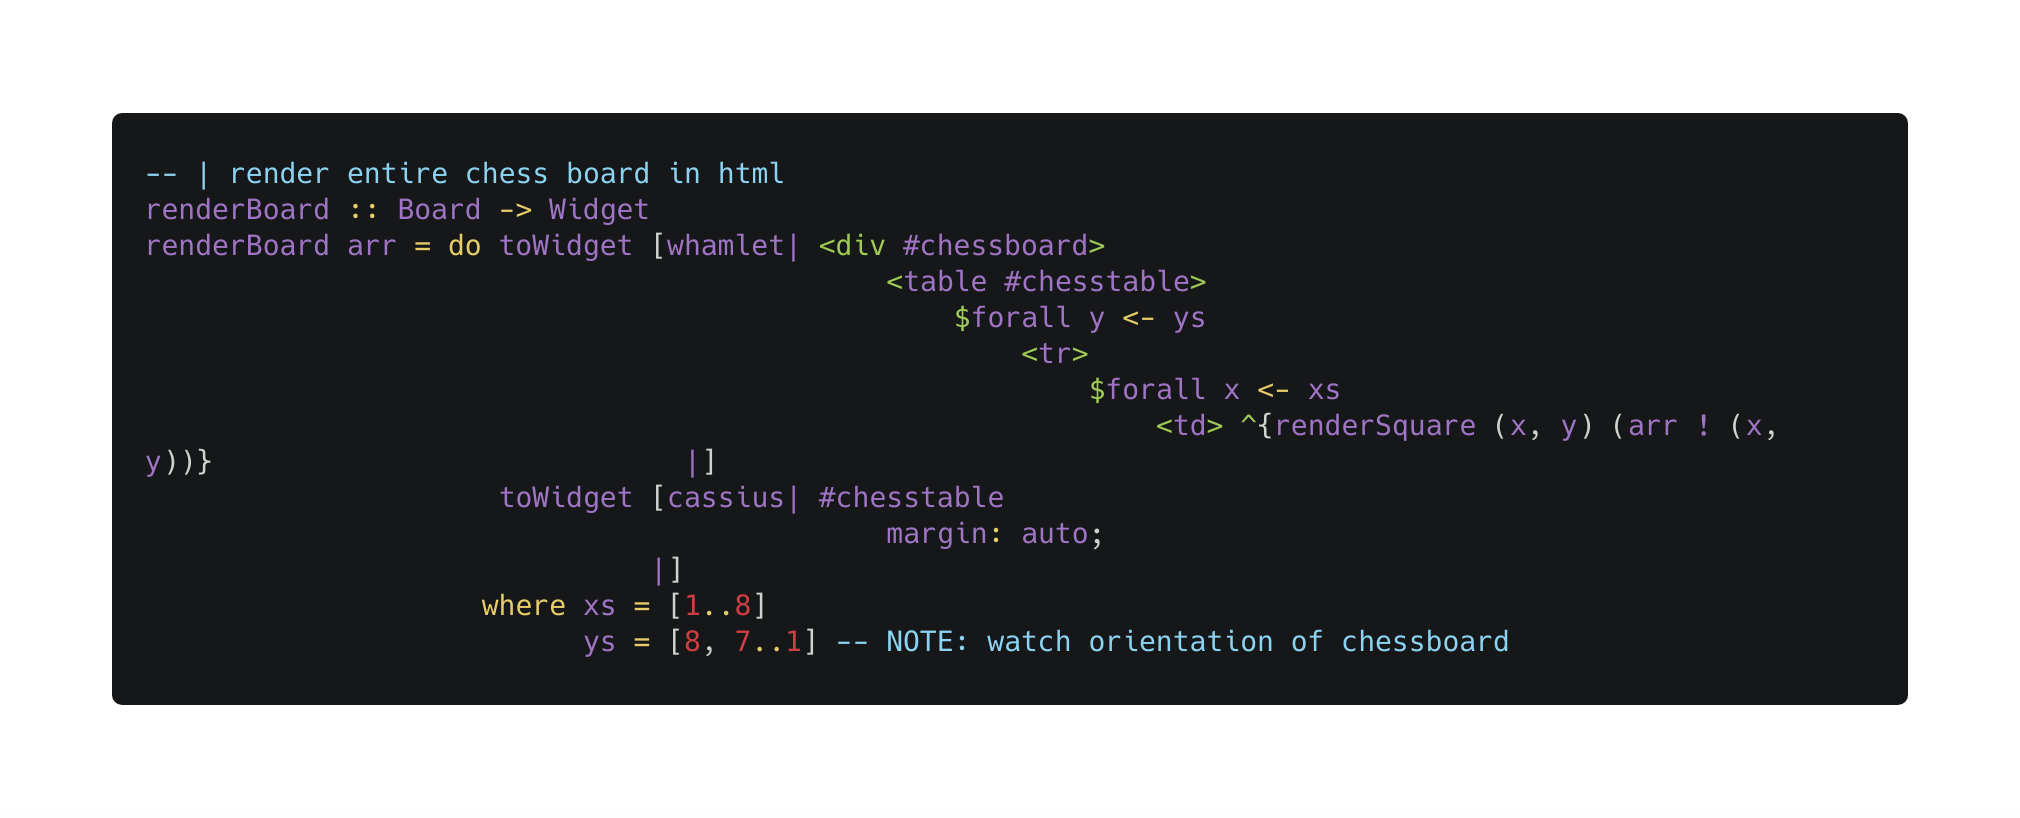 -- | render entire chess board in html
renderBoard :: Board -> Widget
renderBoard arr = do toWidget [whamlet| <div #chessboard>
                                            <table #chesstable>
                                                $forall y <- ys
                                                    <tr>
                                                        $forall x <- xs
                                                            <td> ^{renderSquare (x, y) (arr ! (x,
y))}                            |]
                     toWidget [cassius| #chesstable
                                            margin: auto;
                              |]
                    where xs = [1..8]
                          ys = [8, 7..1] -- NOTE: watch orientation of chessboard